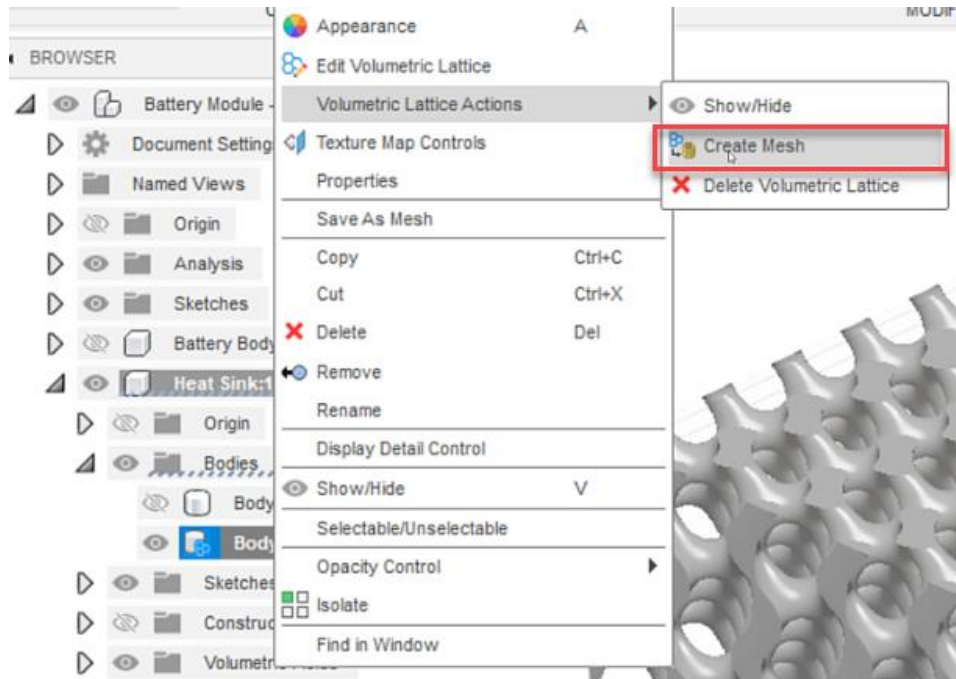 MODIF
BROWSER
Battery Module -
Document Setting
Named Views
Origin
Analysis
Sketches
Battery Body
Heat Sink:1
Origin
Bodies
Body
Body
Sketches
Construc
Volumetric Fields
Appearance A
Edit Volumetric Lattice
Volumetric Lattice Actions
Texture Map Controls
Properties
Save As Mesh
Copy Ctrl+C
Cut Ctrl+X
Delete Del
Remove
Rename
Display Detail Control
Show/Hide V
Selectable/Unselectable
Opacity Control
Isolate
Find in Window
Show/Hide
Create Mesh
Delete Volumetric Lattice